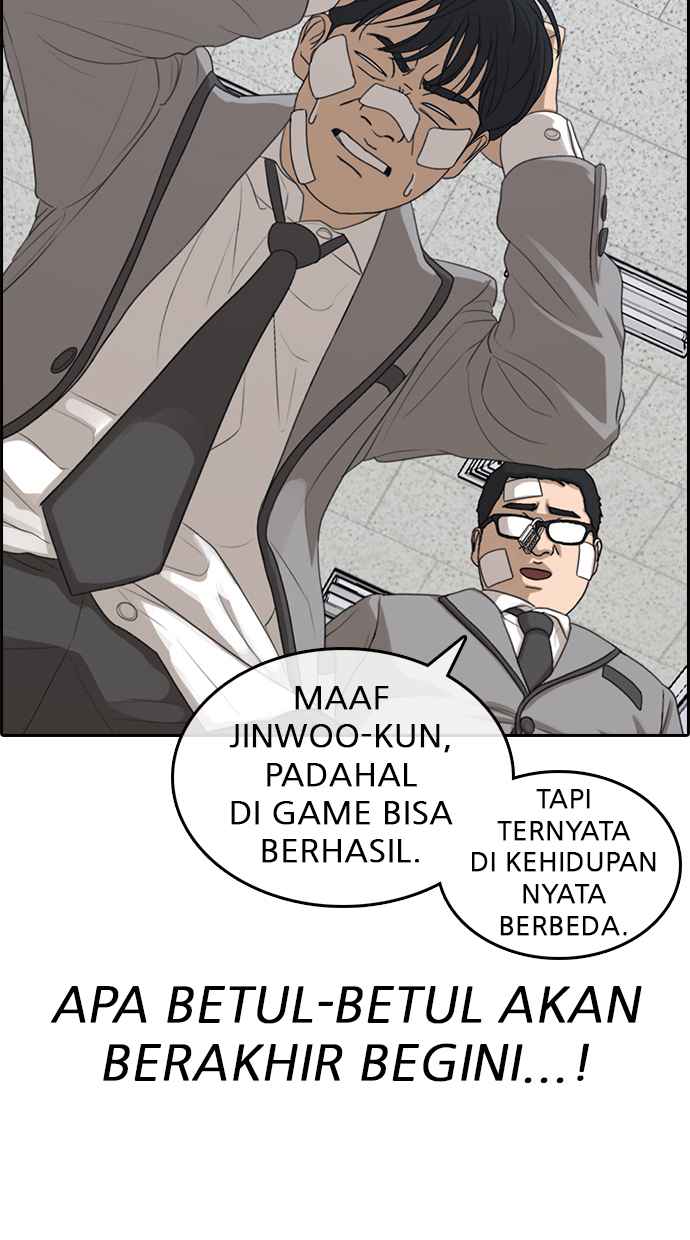 MAAF
JINWOO-KUN,
PADAHAL
DI GAME BISA
BERHASIL.
TAPI
TERNYATA
DI KEHIDUPAN
NYATA
BERBEDA.
APA BETUL-BETUL AKAN
BERAKHIR BEGINI...!